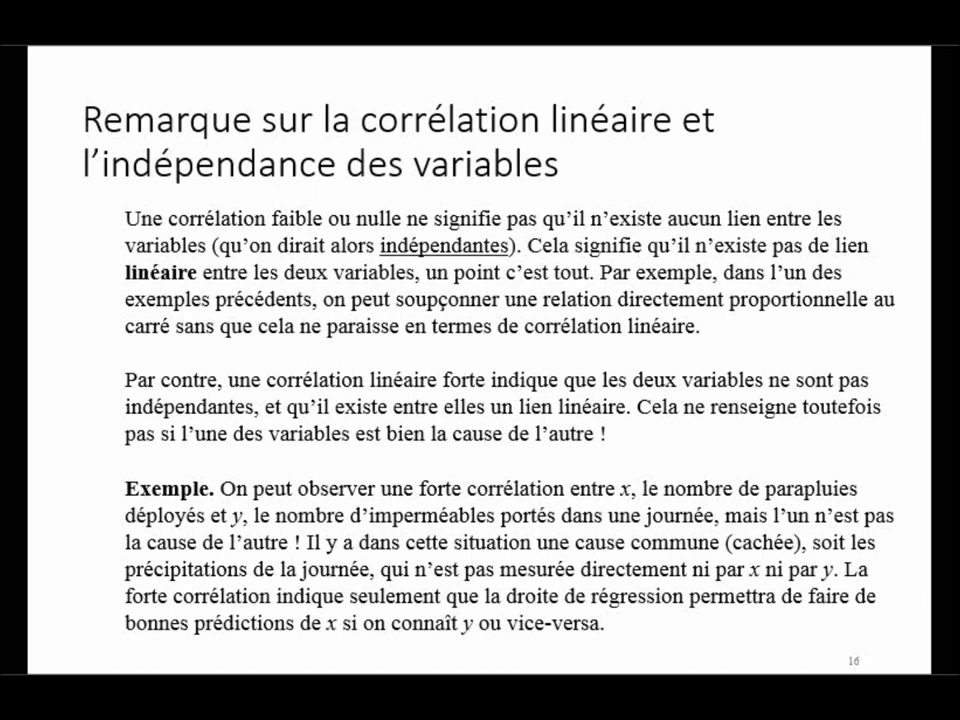 Remarque sur la corrélation linéaire et
l’indépendance des variables
Une corrélation faible ou nulle ne signifie pas qu’il n’existe aucun lien entre les
variables (qu’on dirait alors indépendantes). Cela signifie qu’il n’existe pas de lien
linéaire entre les deux variables, un point c’est tout. Par exemple, dans l’un des
exemples précédents, on peut soupçonner une relation directement proportionnelle au
carré sans que cela ne paraisse en termes de corrélation linéaire.
Par contre, une corrélation linéaire forte indique que les deux variables ne sont pas
indépendantes, et qu’il existe entre elles un lien linéaire. Cela ne renseigne toutefois
pas si l’une des variables est bien la cause de l’autre !
Exemple. On peut observer une forte corrélation entre x, le nombre de parapluies
déployés et y, le nombre d’imperméables portés dans une journée, mais l’un n’est pas
la cause de l’autre ! Il y a dans cette situation une cause commune (cachée), soit les
précipitations de la journée, qui n’est pas mesurée directement ni par x ni par y. La
forte corrélation indique seulement que la droite de régression permettra de faire de
bonnes prédictions de x si on connaît y ou vice-versa.
16